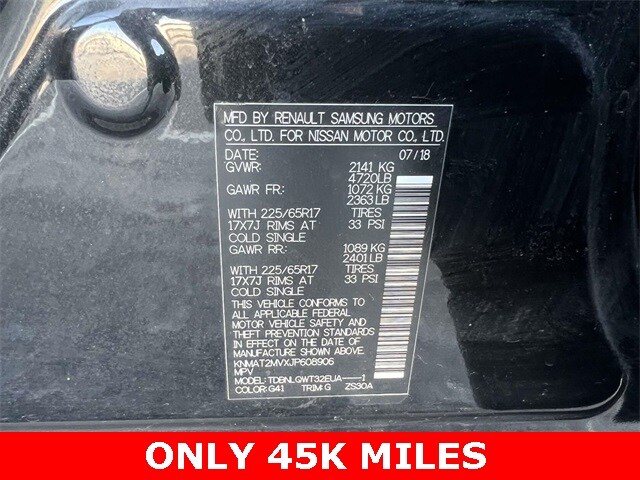 MFD BY RENAULT SAMSUNG MOTORS
CO., LTD. FOR NISSAN MOTOR CO., LTD.
DATE: 07/18
GVWR: 2141 KG
4720LB
GAWR FR: 1072 KG
2363 LB
WITH 225/65R17 TIRES
17X7J RIMS AT 33 PSI
COLD SINGLE
GAWR RR: 1089 KG
2401 LB
WITH 225/65R17 TIRES
17X7J RIMS AT 33 PSI
COLD SINGLE
THIS VEHICLE CONFORMS TO
ALL APPLICABLE FEDERAL
MOTOR VEHICLE SAFETY AND
THEFT PREVENTION STANDARDS
IN EFFECT ON THE DATE OF
MANUFACTURE SHOWN ABOVE.
KNMAT2MVXJP608906
MPV
MODEL: TDBNLQWT32EUA-----1
COLOR:G41 TRIM: G ZS30A
ONLY 45K MILES